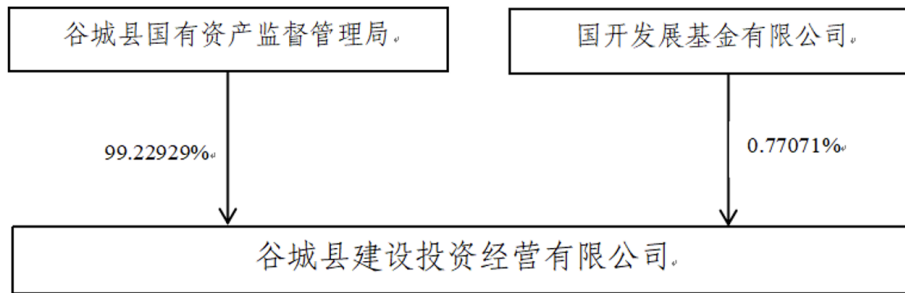 谷城县国有资产监督管理局
国开发展基金有限公司
99.22929%
0.77071%
谷城县建设投资经营有限公司